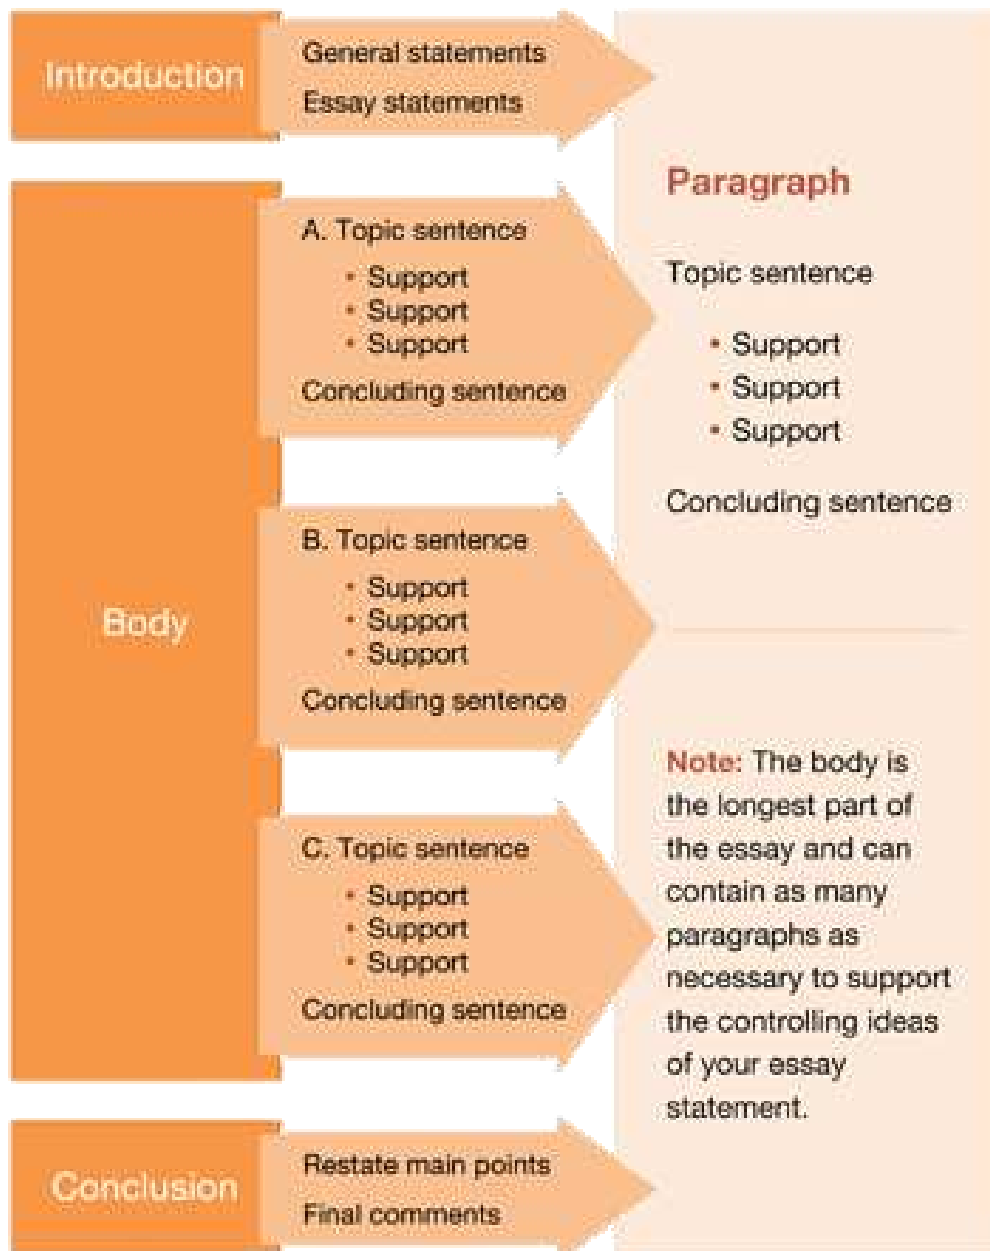 Introduction
General statements
Essay statements
Body
A. Topic sentence
• Support
• Support
• Support
Concluding sentence
B. Topic sentence
• Support
• Support
• Support
Concluding sentence
C. Topic sentence
• Support
• Support
• Support
Concluding sentence
Conclusion
Restate main points
Final comments
Paragraph
Topic sentence
• Support
• Support
• Support
Concluding sentence
Note: The body is
the longest part of
the essay and can
contain as many
paragraphs as
necessary to support
the controlling ideas
of your essay
statement.